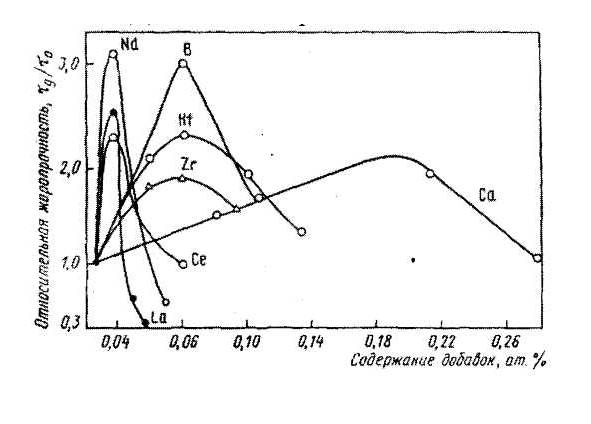 Относительная жаропрочность, τд/τо
3,0
2,0
1,0
0,3
Nd
B
Hf
Zr
Ca
Ce
La
0,04 0,06 0,10 0,14 0,18 0,22 0,26
Содержание добавок, ат. %